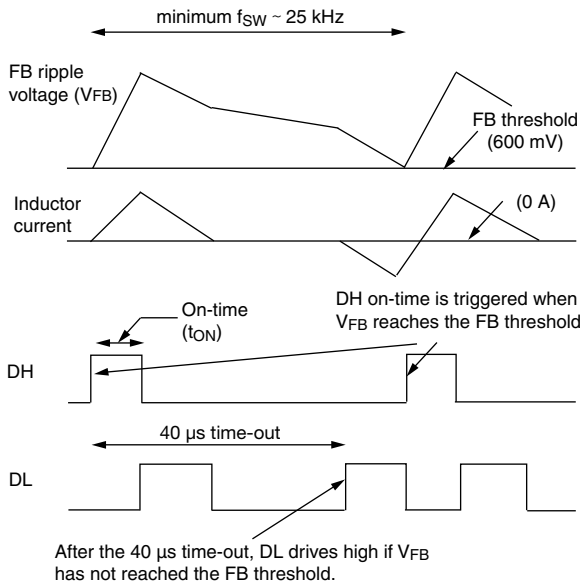 minimum fSW ~ 25 kHz
FB ripple
voltage (VFB)
FB threshold
(600 mV)
Inductor
current
(0 A)
On-time
(tON)
DH on-time is triggered when
VFB reaches the FB threshold
DH
40 µs time-out
DL
After the 40 µs time-out, DL drives high if VFB
has not reached the FB threshold.